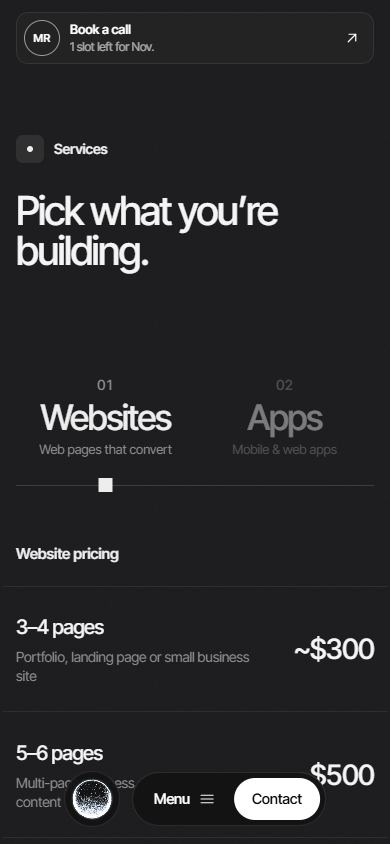 MR
Book a call
1 slot left for Nov.
Services
Pick what you're
building.
01
Websites
Web pages that convert
02
Apps
Mobile & web apps
Website pricing
3–4 pages
Portfolio, landing page or small business
site
~$300
5–6 pages
content
$500
Menu
Contact